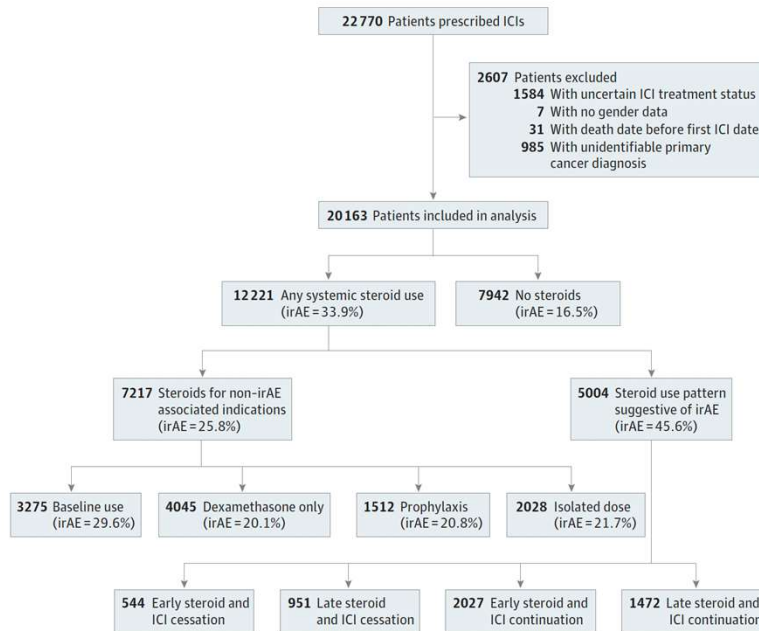 22770 Patients prescribed ICIs
2607 Patients excluded
1584 With uncertain ICI treatment status
7 With no gender data
31 With death date before first ICI date
985 With unidentifiable primary
cancer diagnosis
20163 Patients included in analysis
12221 Any systemic steroid use
(irAE = 33.9%)
7942 No steroids
(irAE = 16.5%)
7217 Steroids for non-irAE
associated indications
(irAE = 25.8%)
5004 Steroid use pattern
suggestive of irAE
(irAE = 45.6%)
3275 Baseline use
(irAE = 29.6%)
4045 Dexamethasone only
(irAE = 20.1%)
1512 Prophylaxis
(irAE = 20.8%)
2028 Isolated dose
(irAE = 21.7%)
544 Early steroid and
ICI cessation
951 Late steroid
and ICI cessation
2027 Early steroid and
ICI continuation
1472 Late steroid and
ICI continuation